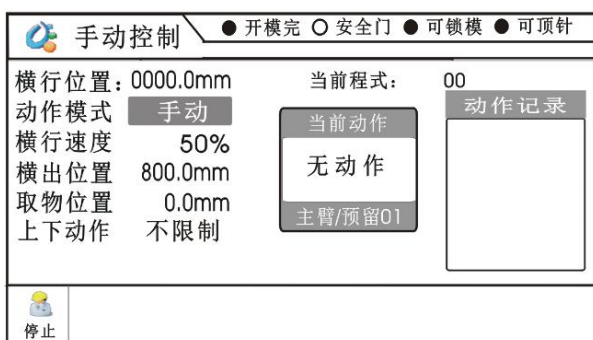 手动控制 ● 开模完 ○ 安全门 ● 可锁模 ● 可顶针
横行位置：0000.0mm 当前程式： 00
动作模式 手动 动作记录
横行速度 50% 当前动作
横出位置 800.0mm 无动作
取物位置 0.0mm 主臂/预留01
上下动作 不限制
停止